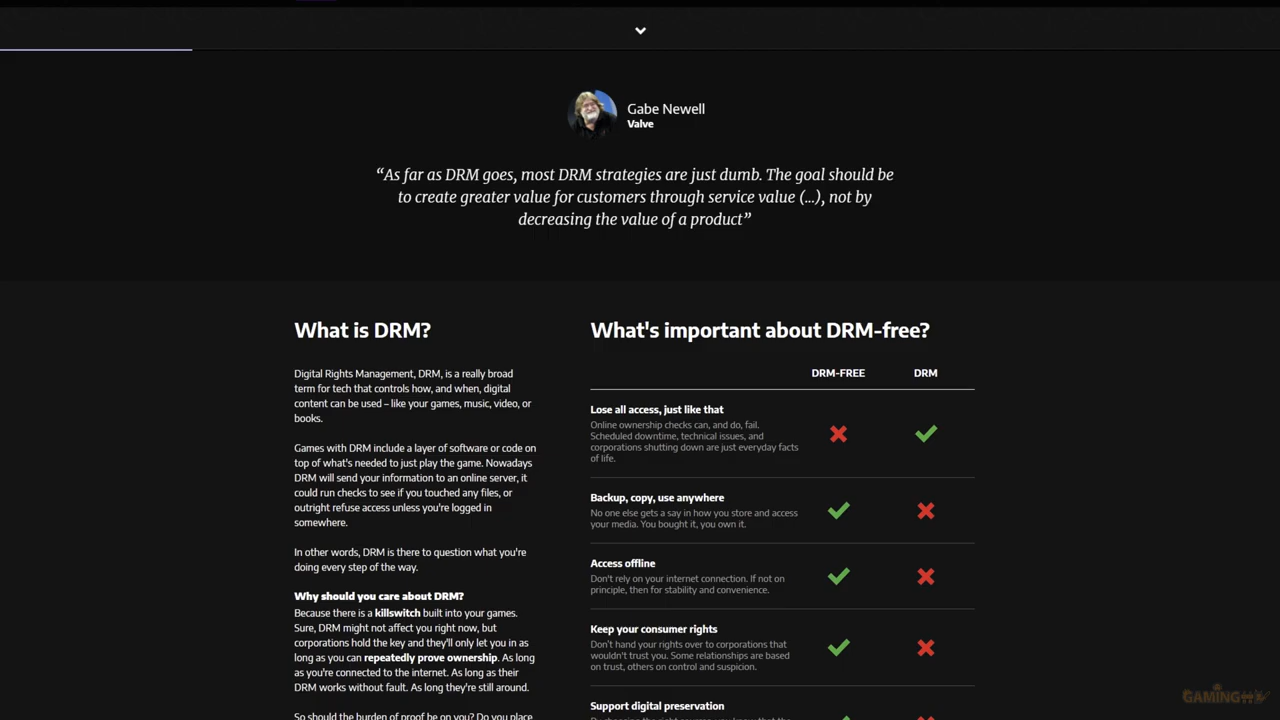 Gabe Newell
Valve
“As far as DRM goes, most DRM strategies are just dumb. The goal should be
to create greater value for customers through service value (...), not by
decreasing the value of a product”
What is DRM?
Digital Rights Management, DRM, is a really broad
term for tech that controls how, and when, digital
content can be used – like your games, music, video, or
books.
Games with DRM include a layer of software or code on
top of what's needed to just play the game. Nowadays
DRM will send your information to an online server, it
could run checks to see if you touched any files, or
outright refuse access unless you're logged in
somewhere.
In other words, DRM is there to question what you're
doing every step of the way.
Why should you care about DRM?
Because there is a killswitch built into your games.
Sure, DRM might not affect you right now, but
corporations hold the key and they'll only let you in as
long as you can repeatedly prove ownership. As long
as you're connected to the internet. As long as their
DRM works without fault. As long they're still around.
So should the burden of proof be on you? Do you place
What's important about DRM-free?
DRM-FREE DRM
Lose all access, just like that
Online ownership checks can, and do, fail.
Scheduled downtime, technical issues, and
corporations shutting down are just everyday facts
of life.
Backup, copy, use anywhere
No one else gets a say in how you store and access
your media. You bought it, you own it.
Access offline
Don't rely on your internet connection. If not on
principle, then for stability and convenience.
Keep your consumer rights
Don't hand your rights over to corporations that
wouldn't trust you. Some relationships are based
on trust, others on control and suspicion.
Support digital preservation
GAMING